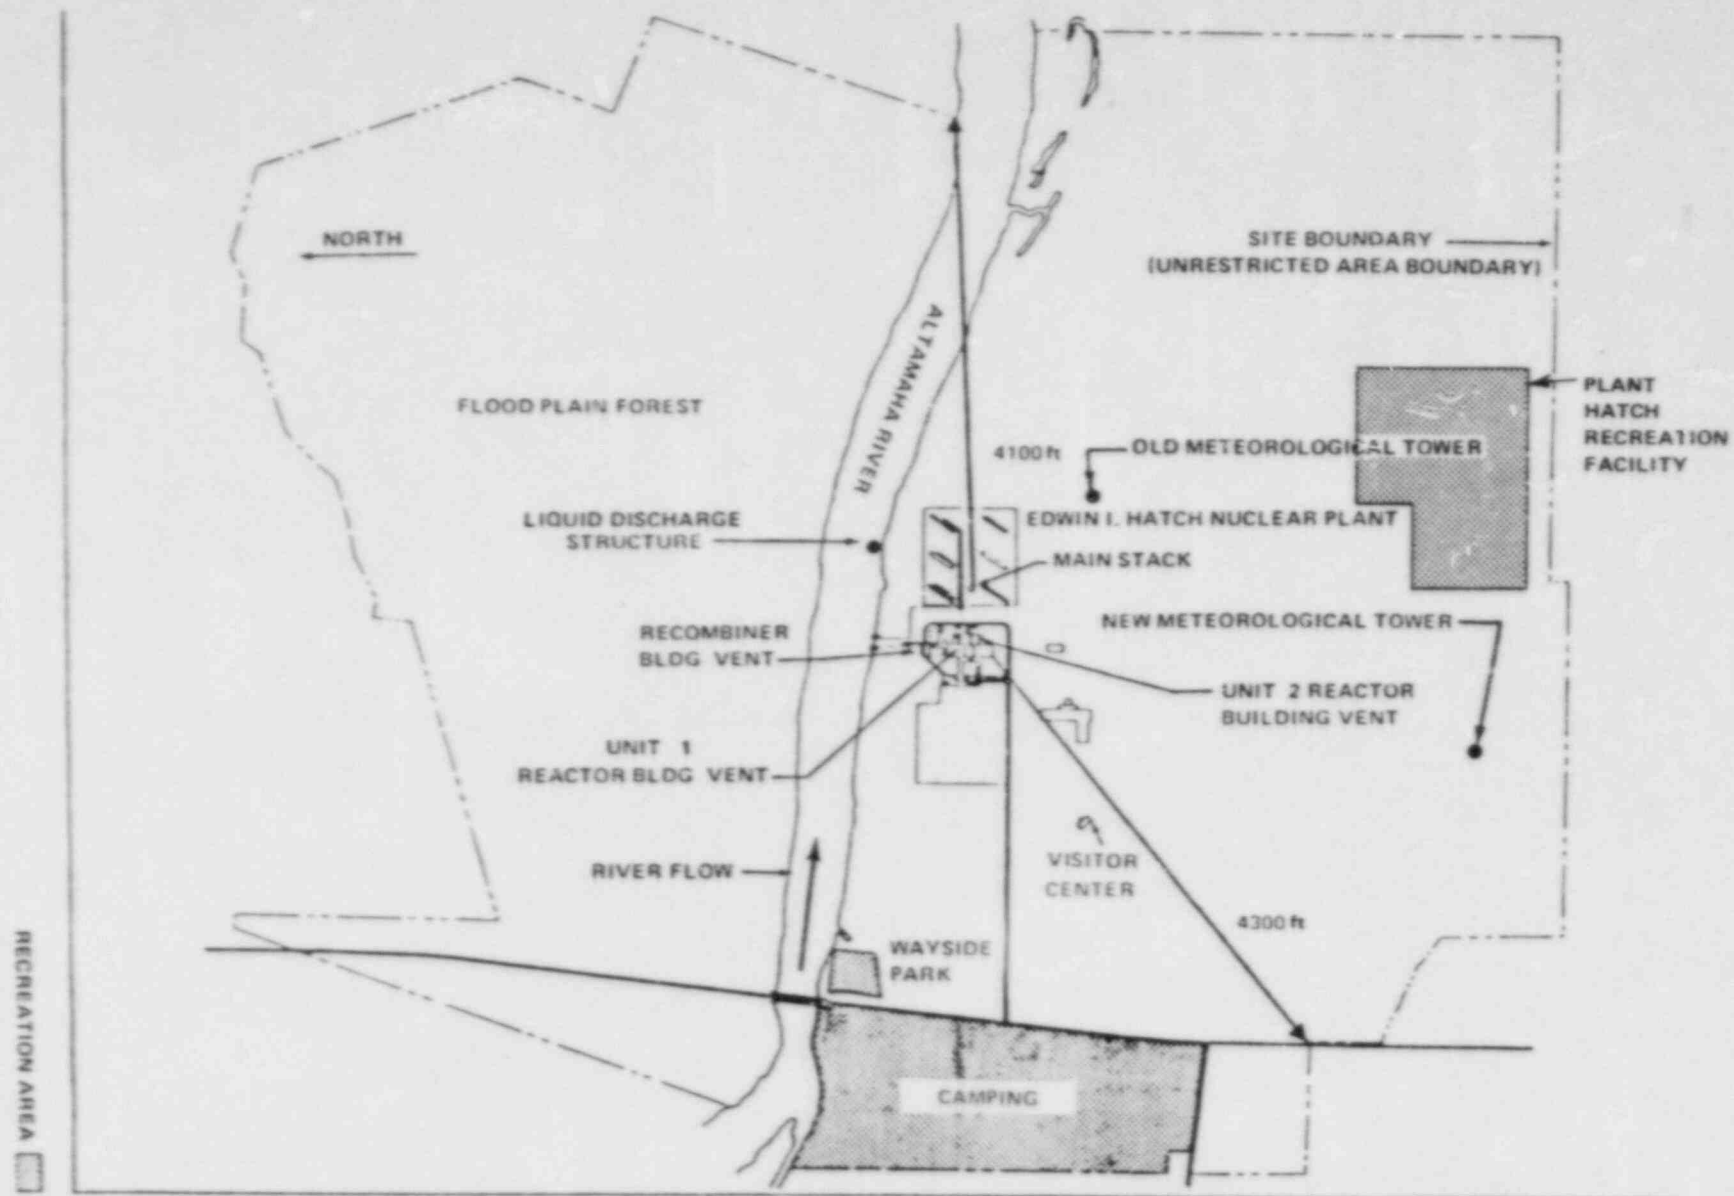 NORTH
SITE BOUNDARY
(UNRESTRICTED AREA BOUNDARY)
ALTAMAHA RIVER
FLOOD PLAIN FOREST
PLANT
HATCH
RECREATION
FACILITY
4100 ft
OLD METEOROLOGICAL TOWER
LIQUID DISCHARGE
STRUCTURE
EDWIN I. HATCH NUCLEAR PLANT
MAIN STACK
RECOMBINER
BLDG VENT
NEW METEOROLOGICAL TOWER
UNIT 2 REACTOR
BUILDING VENT
UNIT 1
REACTOR BLDG VENT
RIVER FLOW
VISITOR
CENTER
4300 ft
WAYSIDE
PARK
CAMPING
RECREATION AREA